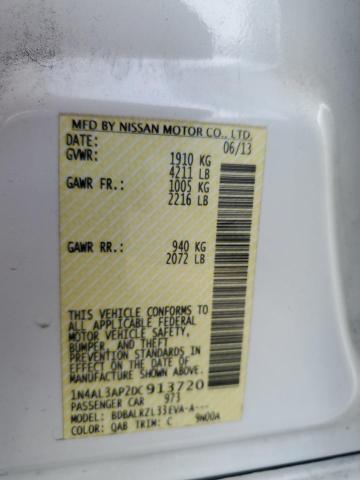 MFD BY NISSAN MOTOR CO., LTD.
DATE: 06/13
GVWR: 1910 KG
4211 LB
GAWR FR.: 1005 KG
2216 LB
GAWR RR.: 940 KG
2072 LB
THIS VEHICLE CONFORMS TO
ALL APPLICABLE FEDERAL
MOTOR VEHICLE SAFETY,
BUMPER, AND THEFT
PREVENTION STANDARDS
IN EFFECT ON THE DATE OF
MANUFACTURE SHOWN ABOVE.
1N4AL3AP2DC913720
PASSENGER CAR 973
MODEL: BDBALRZL33EVA-A---
COLOR: QAB TRIM: C 9N00A